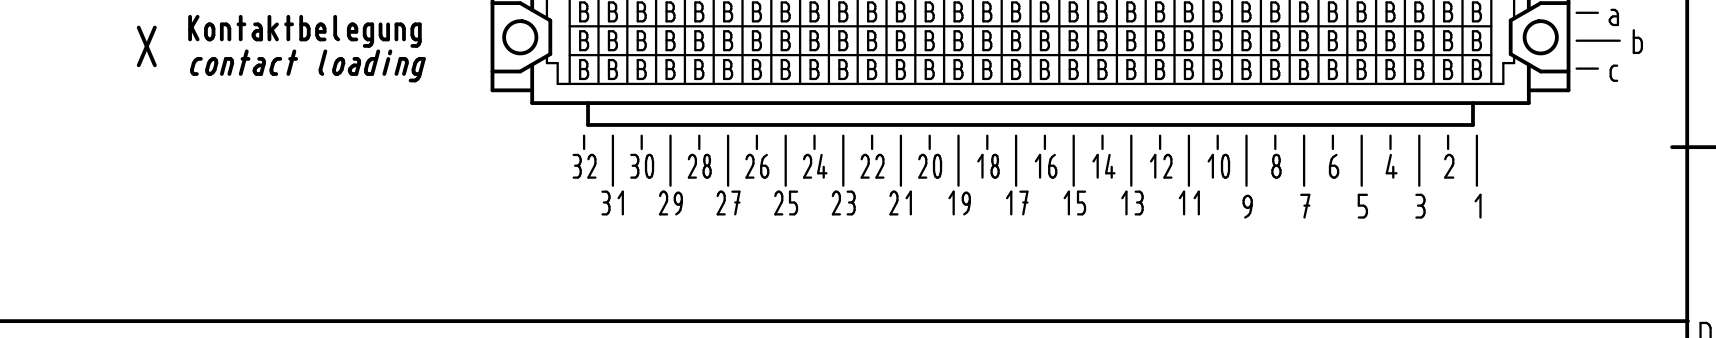 X Kontaktbelegung
contact loading
B B B B B B B B B B B B B B B B B B B B B B B B B B B B B B B B a
B B B B B B B B B B B B B B B B B B B B B B B B B B B B B B B B b
B B B B B B B B B B B B B B B B B B B B B B B B B B B B B B B B c
32 30 28 26 24 22 20 18 16 14 12 10 8 6 4 2
31 29 27 25 23 21 19 17 15 13 11 9 7 5 3 1